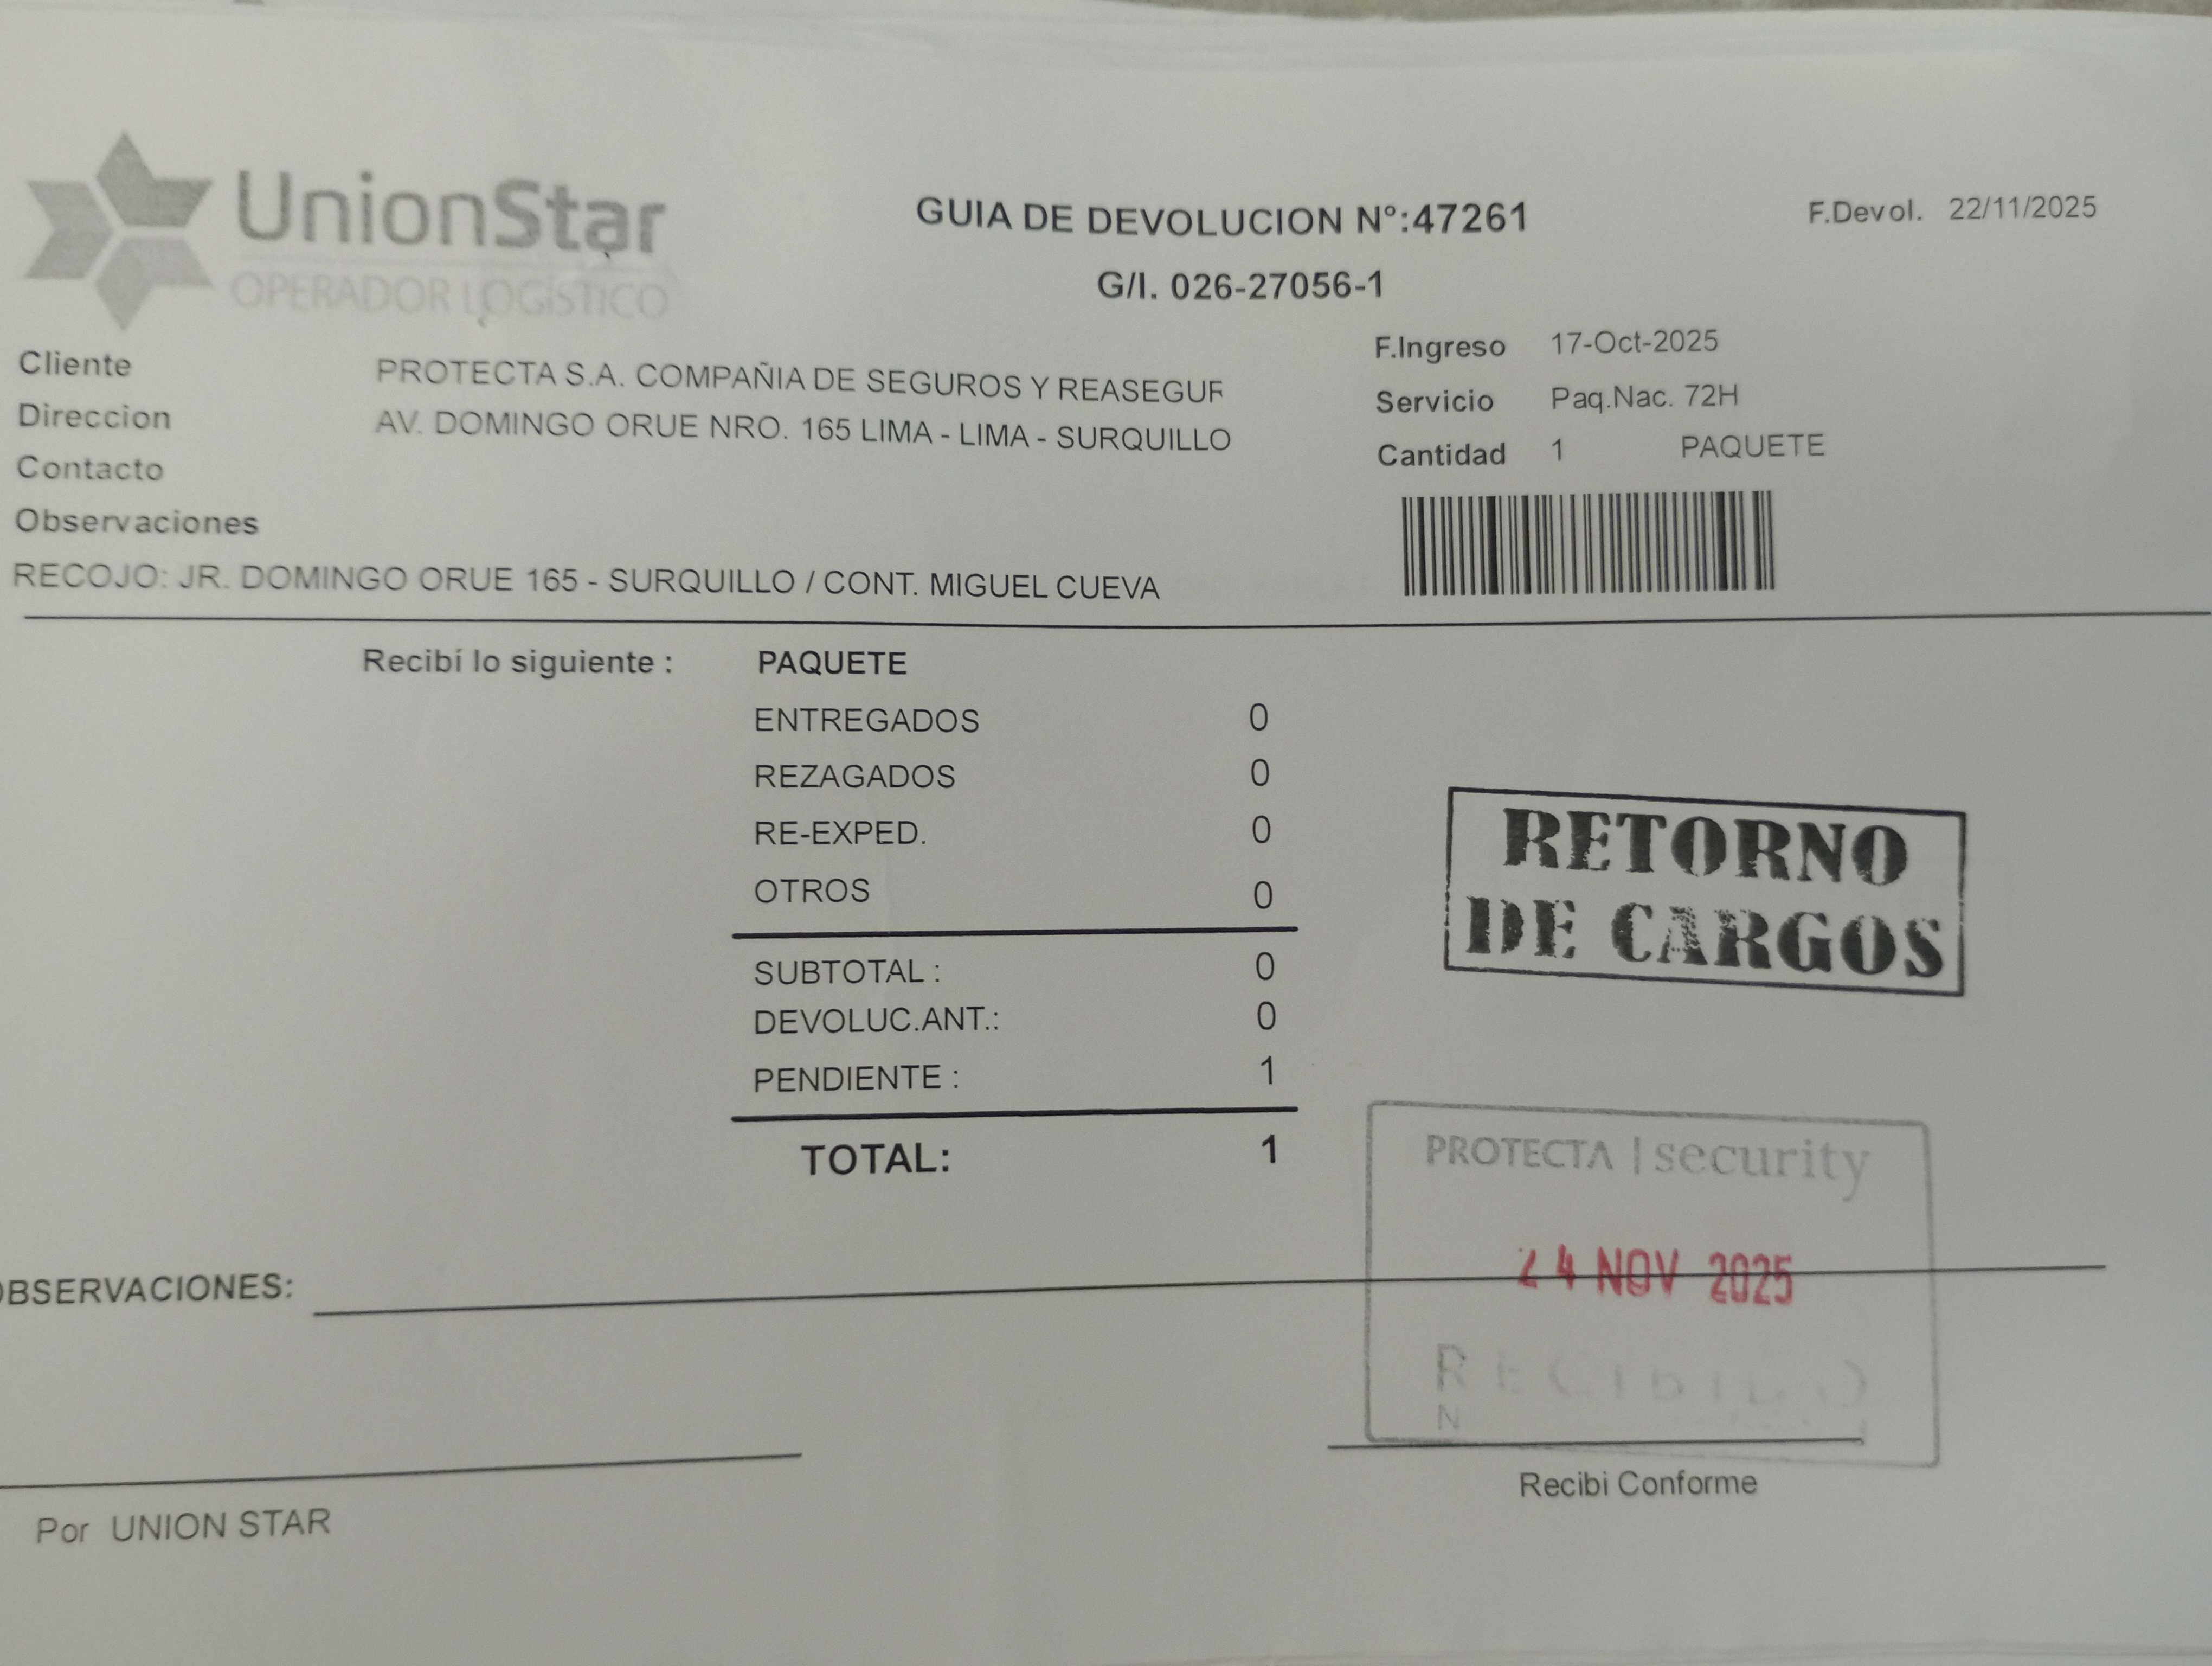 UnionStar
OPERADOR LOGÍSTICO
GUIA DE DEVOLUCION N°:47261
F.Devol. 22/11/2025
G/I. 026-27056-1
Cliente PROTECTA S.A. COMPAÑIA DE SEGUROS Y REASEGUR
Direccion AV. DOMINGO ORUE NRO. 165 LIMA - LIMA - SURQUILLO
Contacto
Observaciones
RECOJO: JR. DOMINGO ORUE 165 - SURQUILLO / CONT. MIGUEL CUEVA
F.Ingreso 17-Oct-2025
Servicio Paq.Nac. 72H
Cantidad 1 PAQUETE
Recibí lo siguiente : PAQUETE
ENTREGADOS 0
REZAGADOS 0
RE-EXPED. 0
OTROS 0
SUBTOTAL : 0
DEVOLUC.ANT.: 0
PENDIENTE : 1
TOTAL: 1
RETORNO
DE CARGOS
PROTECTA | security
24 NOV 2025
RECIBIDO
N
OBSERVACIONES:
Recibi Conforme
Por UNION STAR